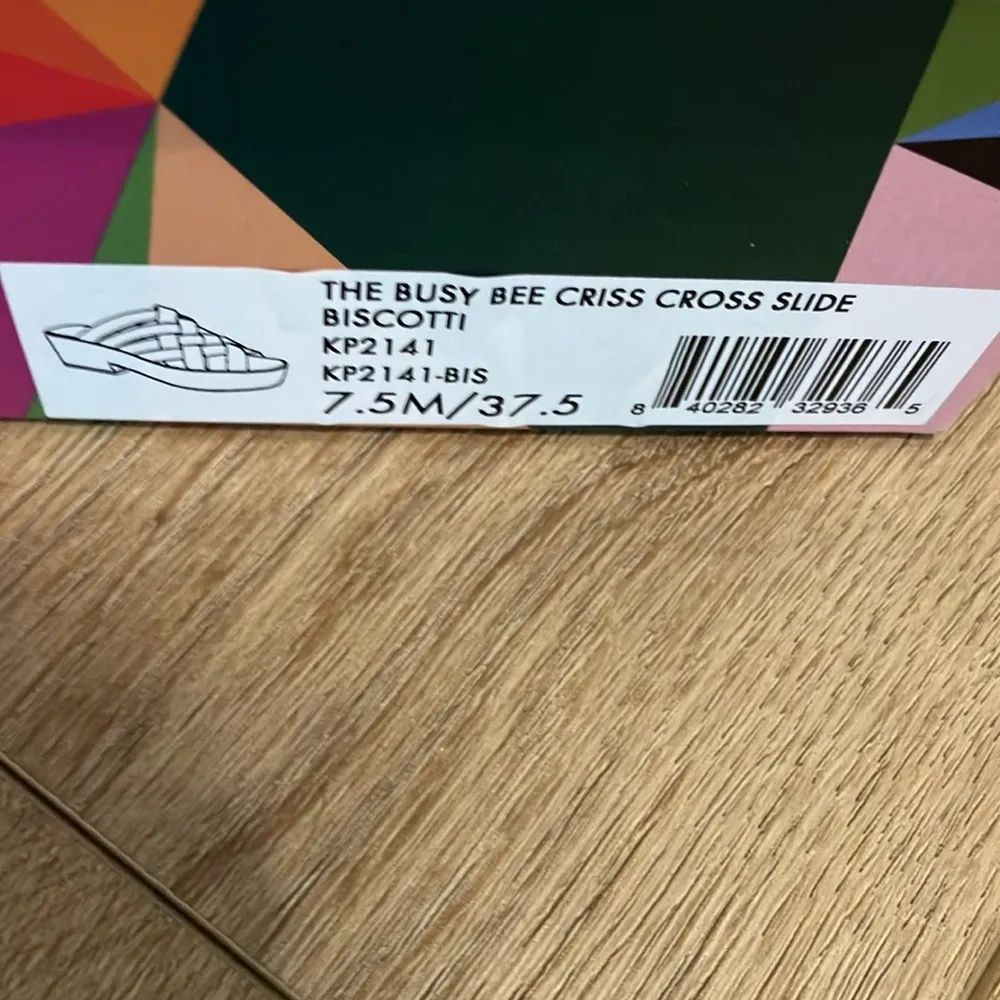 THE BUSY BEE CRISS CROSS SLIDE
BISCOTTI
KP2141
KP2141-BIS
7.5M/37.5
8 40282 32936 5